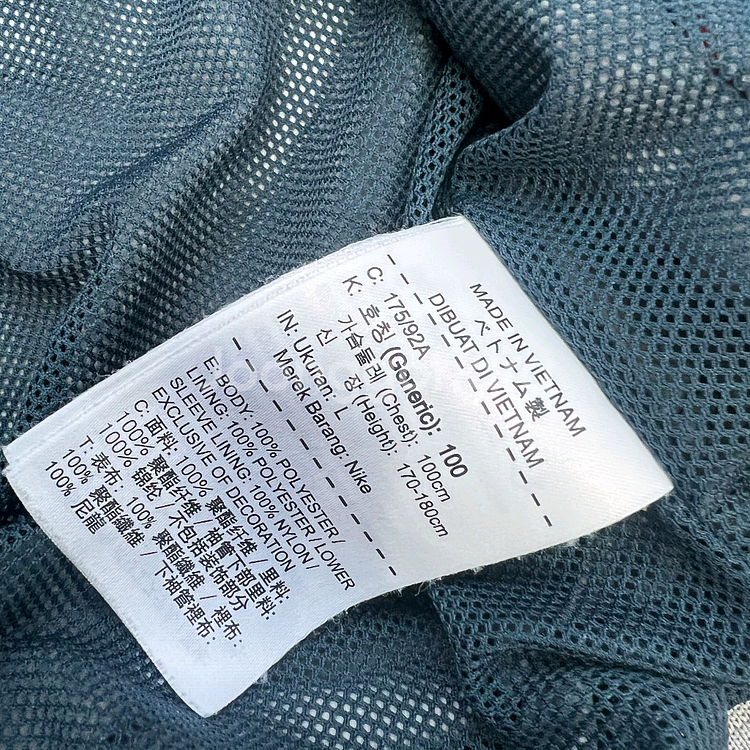 MADE IN VIETNAM
ベトナム製
DIBUAT DI VIETNAM
C: 175/92A
K: 호칭(Generic): 100
가슴둘레 (Chest): 100cm
신 장 (Height): 170-180cm
IN: Ukuran: L
Merek Barang: Nike
E: BODY: 100% POLYESTER/
LINING: 100% POLYESTER/LOWER
SLEEVE LINING: 100% NYLON/
EXCLUSIVE OF DECORATION
C: 面料: 100% 聚酯纤维 / 里料:
100% 聚酯纤维 / 袖管下部里料:
100% 锦纶 / 不包括装饰部分
T: 表布: 100% 聚酯纖維 / 裡布:
100% 聚酯纖維 / 下袖管裡布:
100% 尼龍